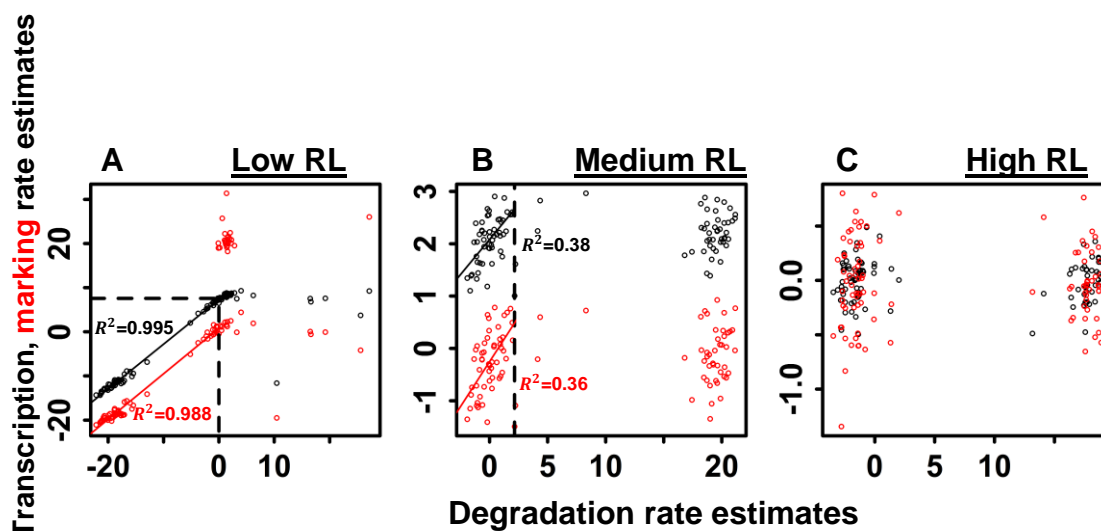 Transcription, marking rate estimates
A Low RL
20
0
-20
R²=0.995
R²=0.988
-20 0 10
B Medium RL
3
2
1
0
-1
R²=0.38
R²=0.36
0 5 10 20
C High RL
0.0
-1.0
0 5 10
Degradation rate estimates